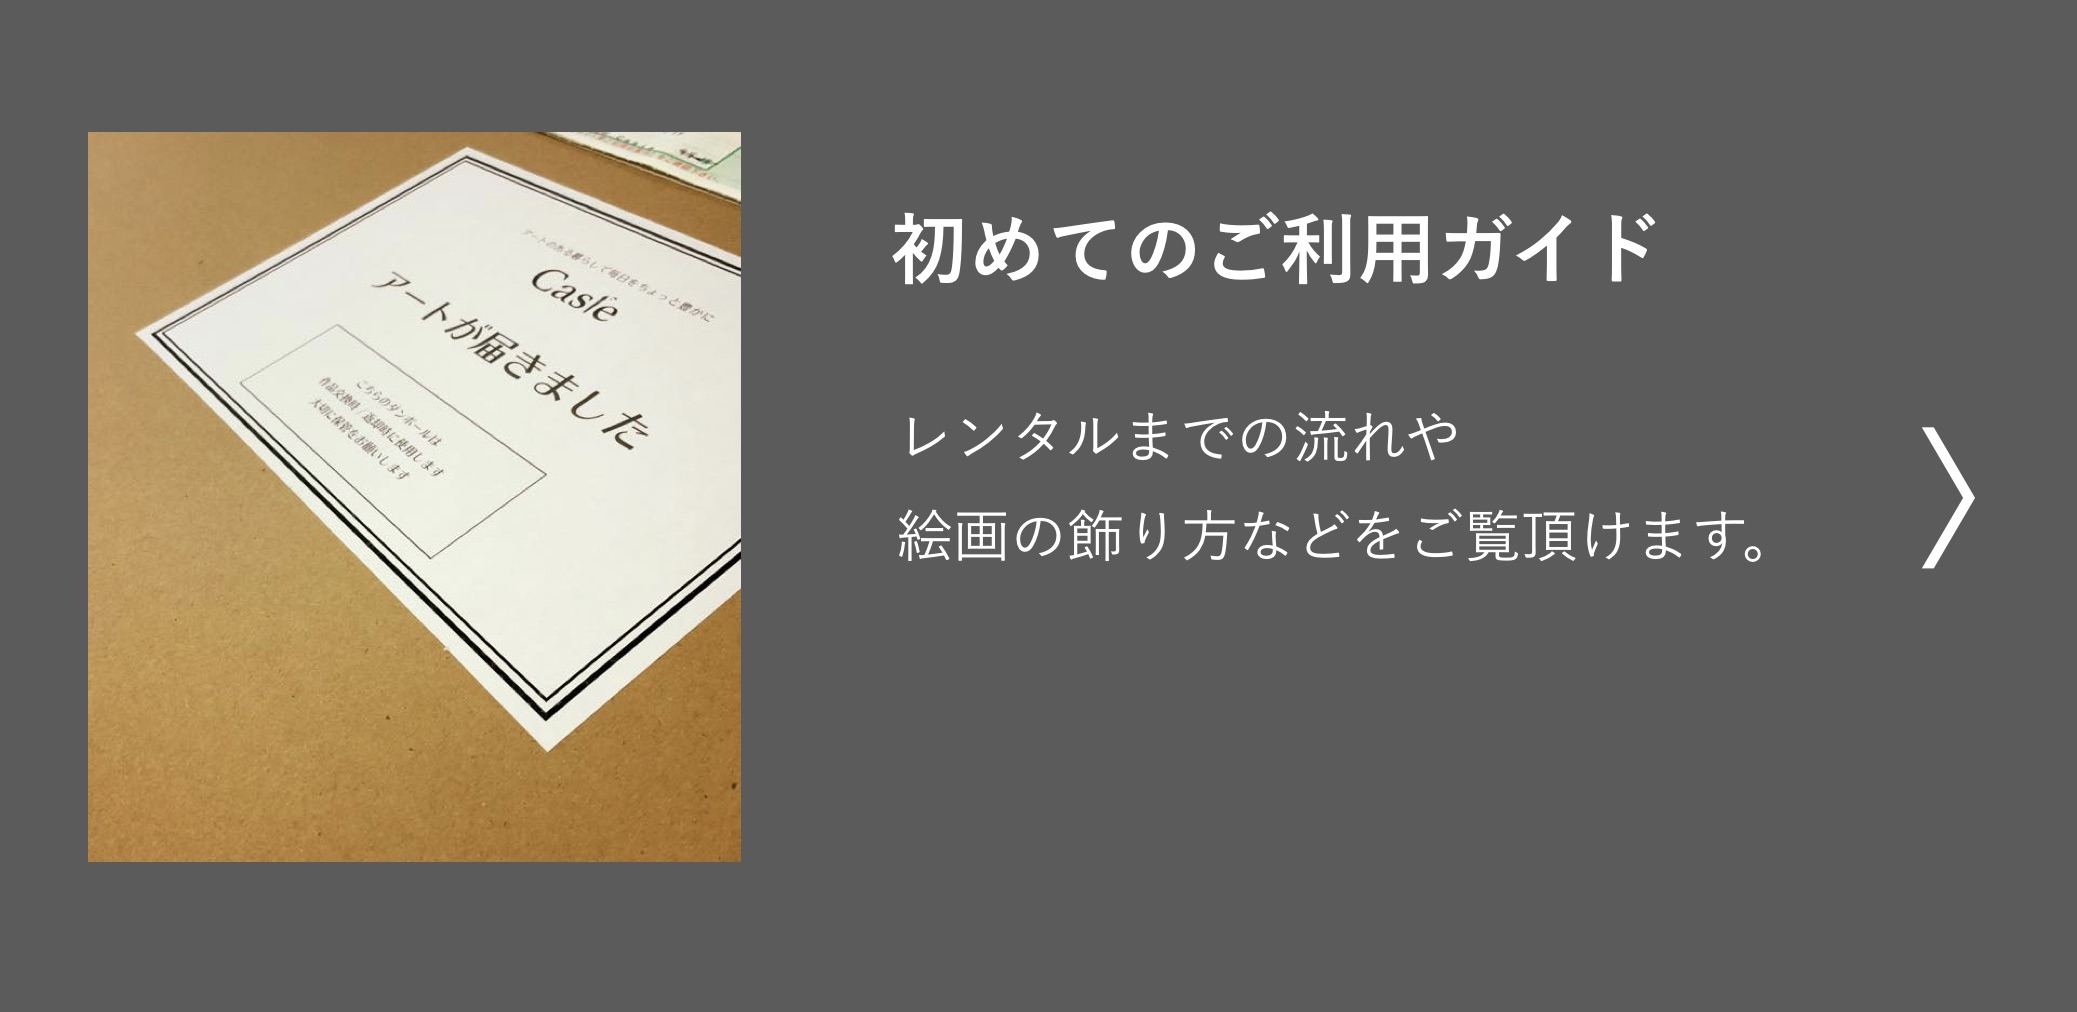 アートのある暮らしで毎日をちょっと豊かに
Casie
アートが届きました
こちらのダンボールは
作品交換時/返却時に使用します
大切に保管をお願いします
初めてのご利用ガイド
レンタルまでの流れや
絵画の飾り方などをご覧頂けます。